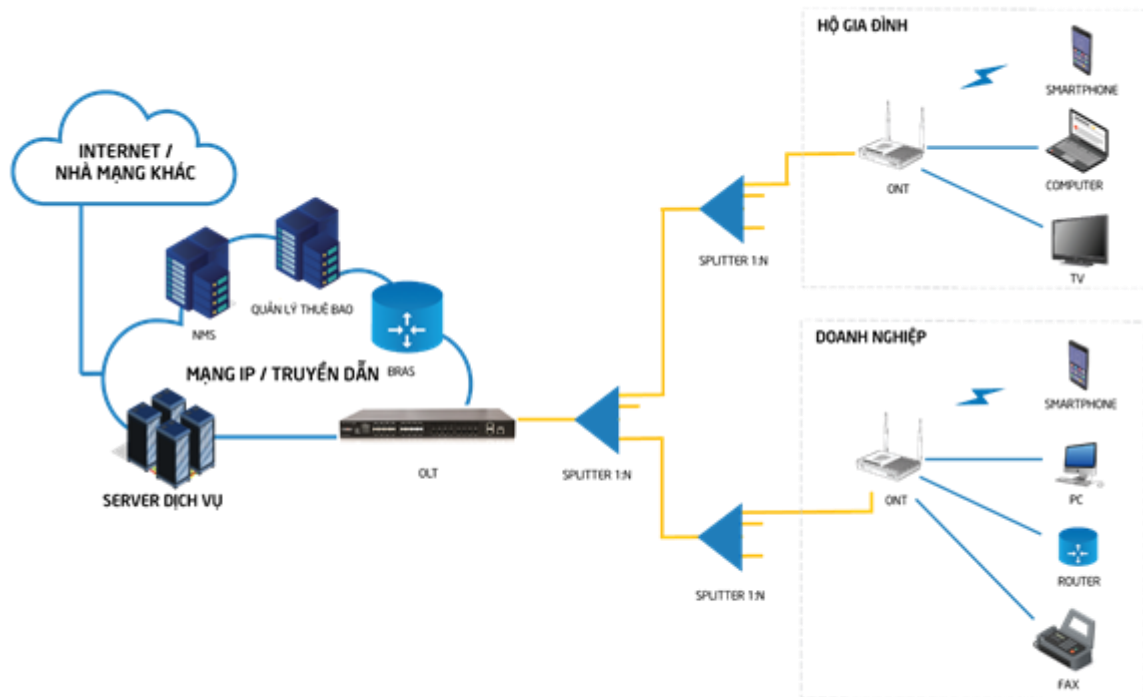 HỘ GIA ĐÌNH
SMARTPHONE
INTERNET /
NHÀ MẠNG KHÁC
ONT
COMPUTER
SPLITTER 1:N
TV
QUẢN LÝ THUÊ BAO
NMS
DOANH NGHIỆP
MẠNG IP / TRUYỀN DẪN
BRAS
SMARTPHONE
OLT
SPLITTER 1:N
SERVER DỊCH VỤ
ONT
PC
ROUTER
SPLITTER 1:N
FAX